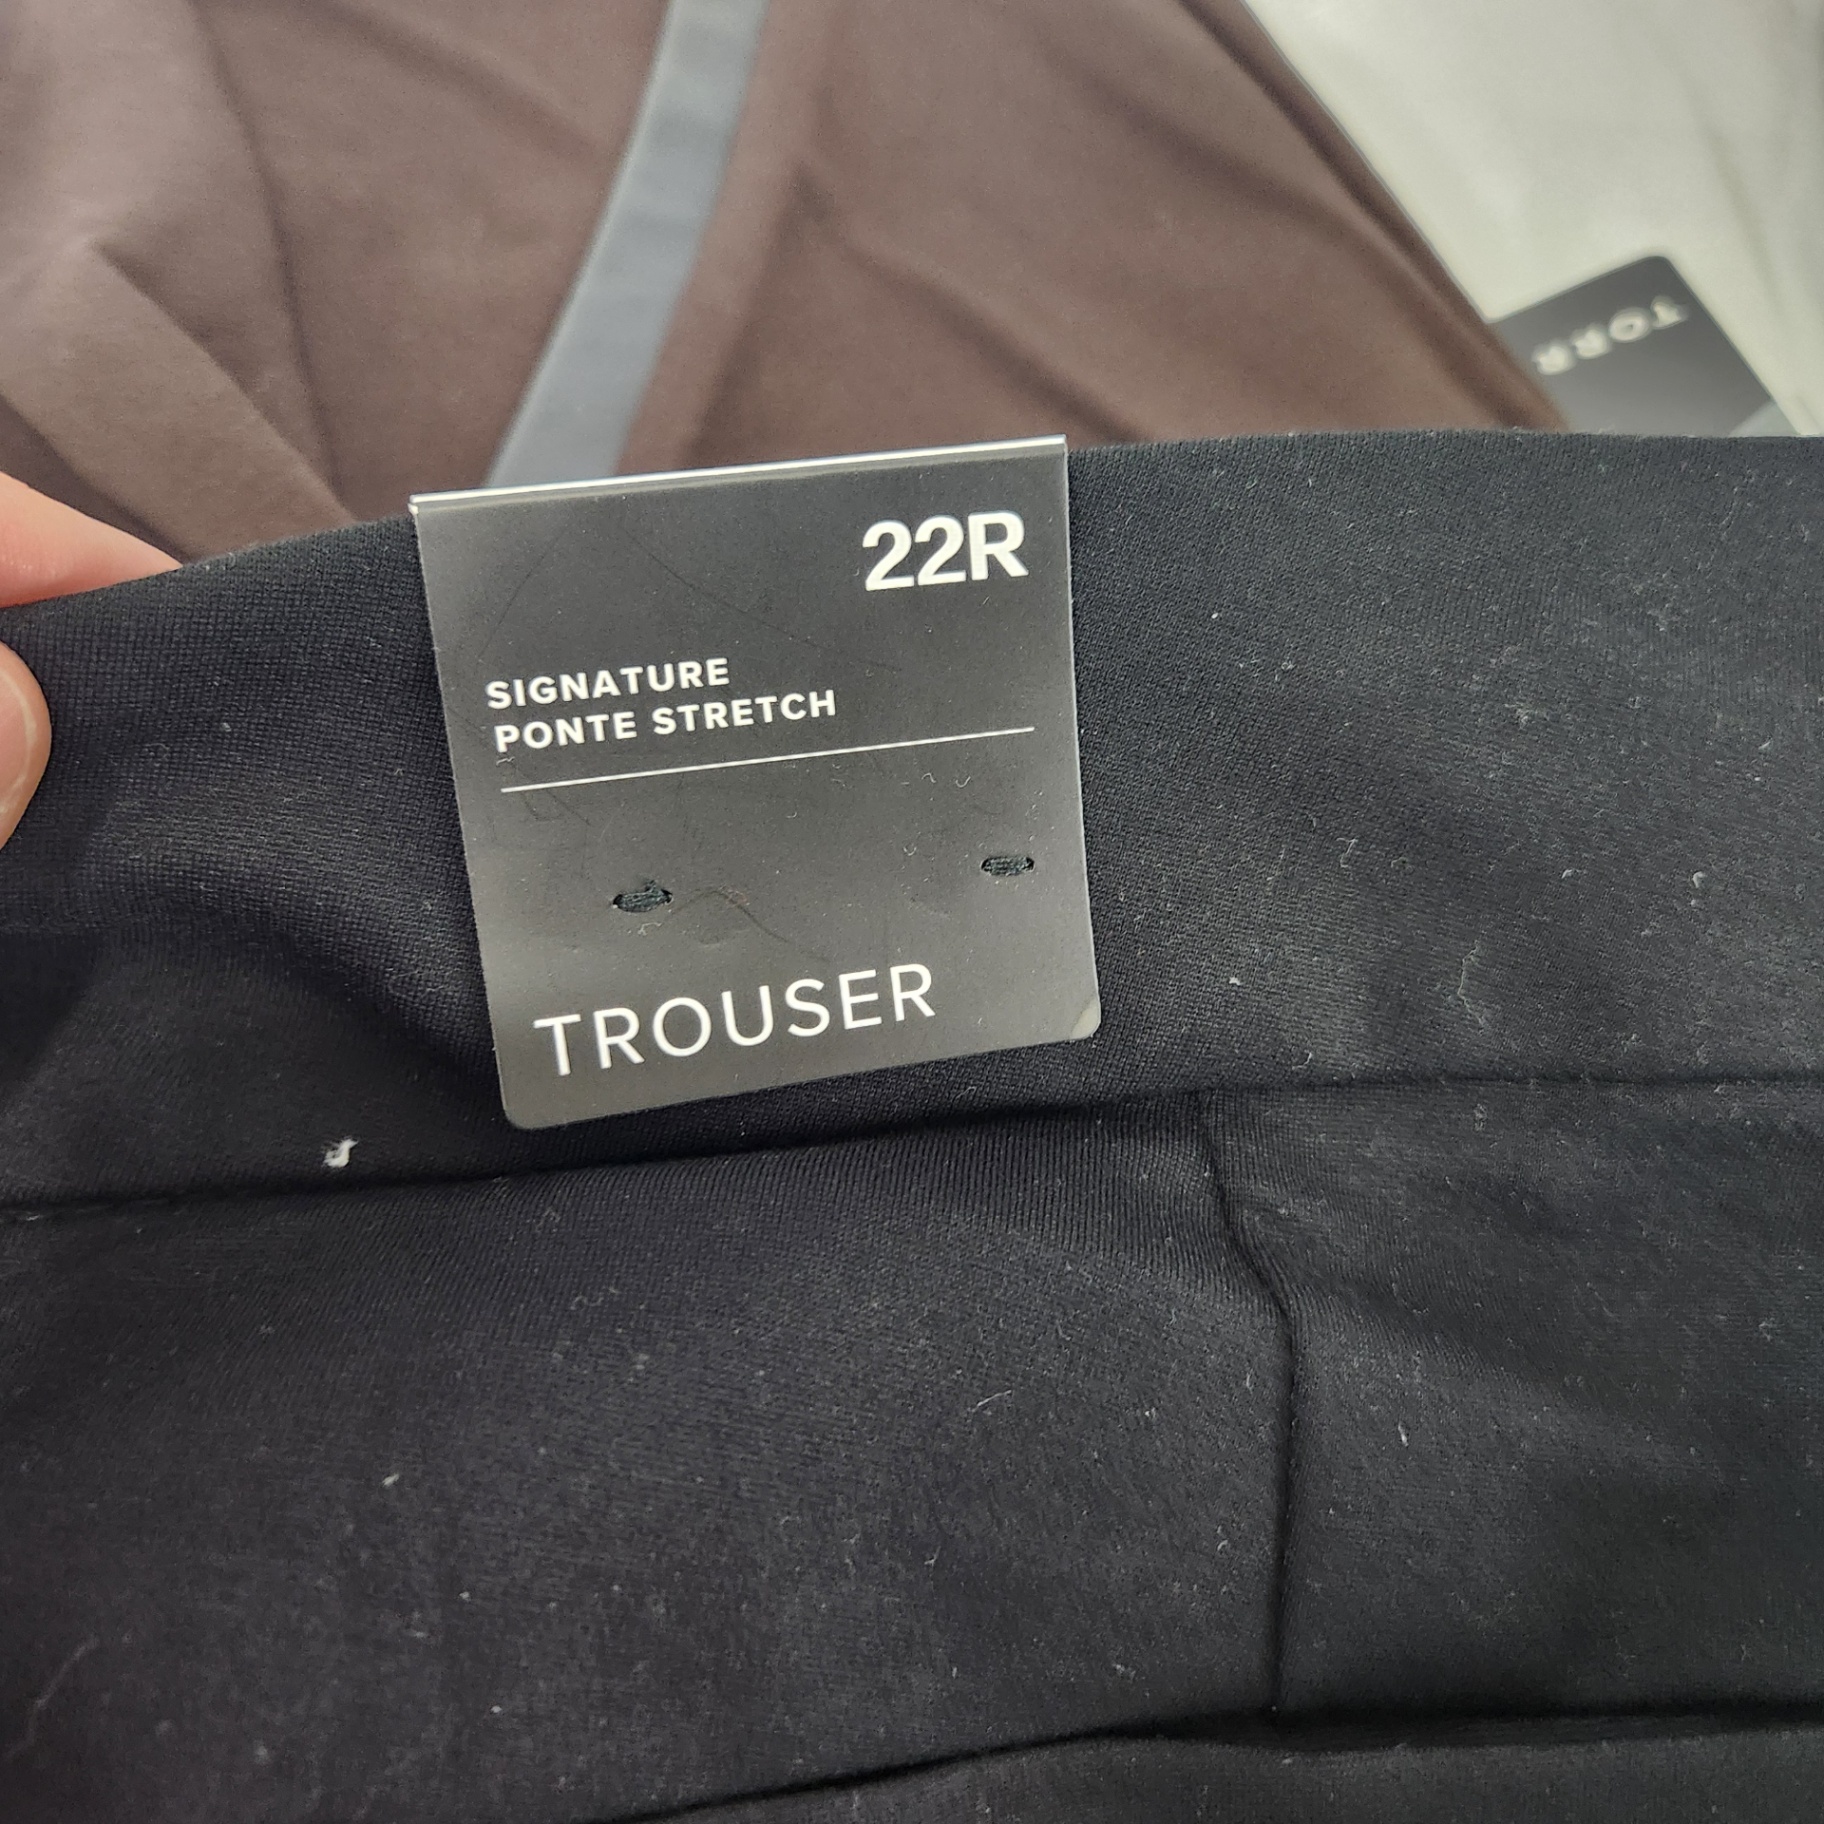 TORR
22R
SIGNATURE
PONTE STRETCH
TROUSER